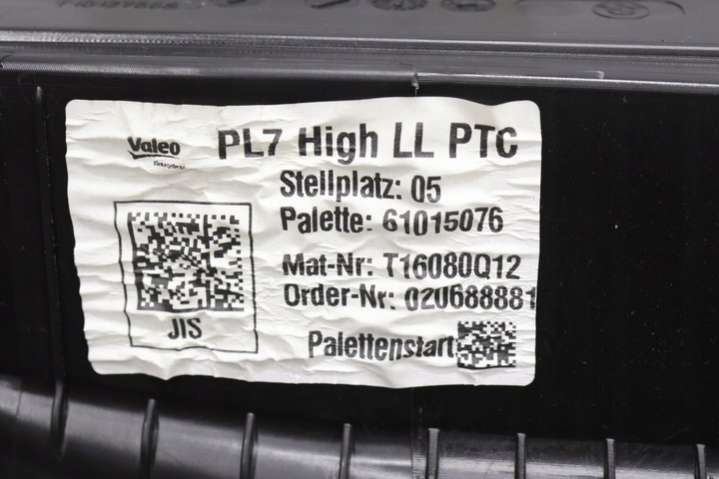 Valeo
PL7 High LL PTC
Stellplatz: 05
Palette: 61015076
Mat-Nr: T16080Q12
Order-Nr: 020688881
JIS
Palettenstart